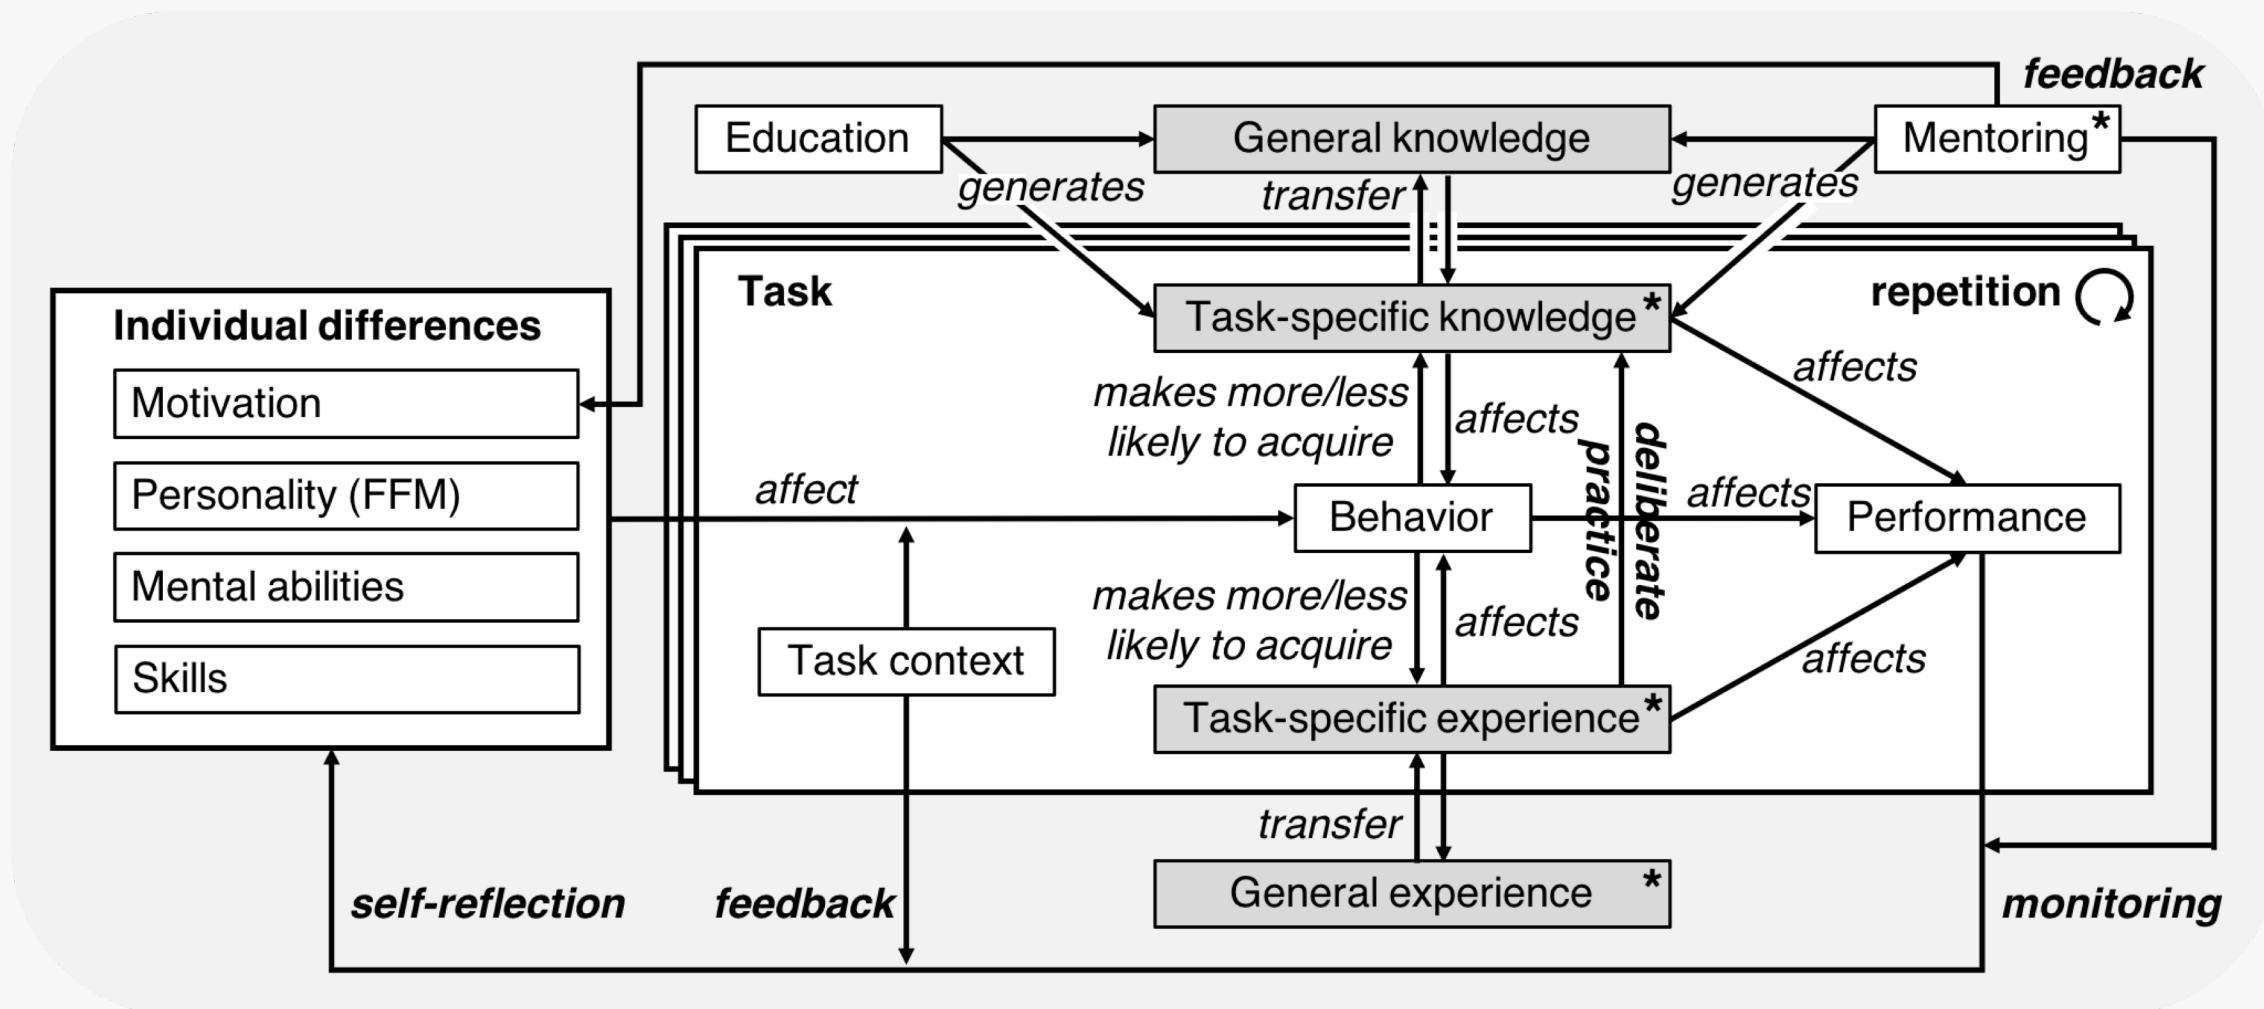 feedback
Education
General knowledge
Mentoring*
generates
transfer
generates
Task
repetition
Individual differences
Task-specific knowledge *
Motivation
makes more/less
likely to acquire
affects
affects
Personality (FFM)
affect
deliberate
practice
Behavior
affects
Performance
Mental abilities
makes more/less
likely to acquire
affects
Task context
affects
Skills
Task-specific experience *
transfer
self-reflection
feedback
General experience *
monitoring